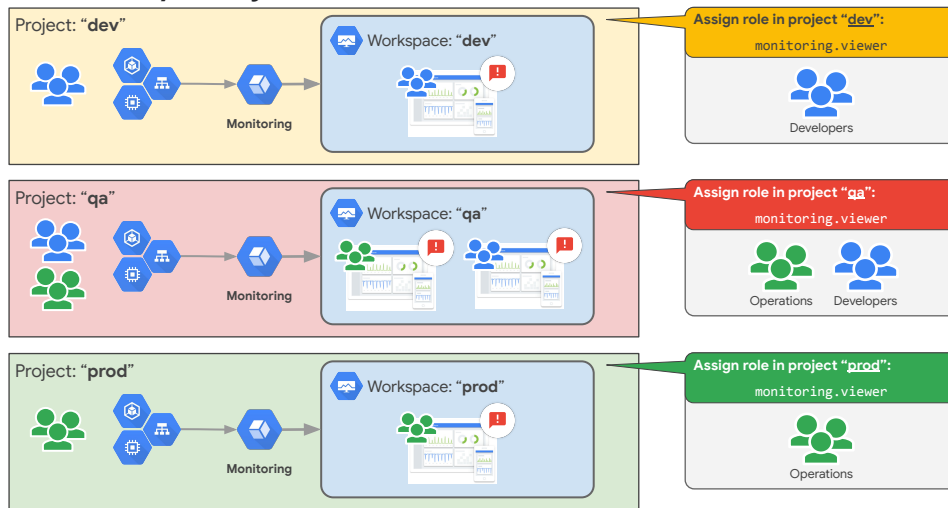 Project: “dev”
Workspace: “dev”
Monitoring
Assign role in project “dev”:
monitoring.viewer
Developers
Project: “qa”
Workspace: “qa”
Monitoring
Assign role in project “qa”:
monitoring.viewer
Operations
Developers
Project: “prod”
Workspace: “prod”
Monitoring
Assign role in project “prod”:
monitoring.viewer
Operations